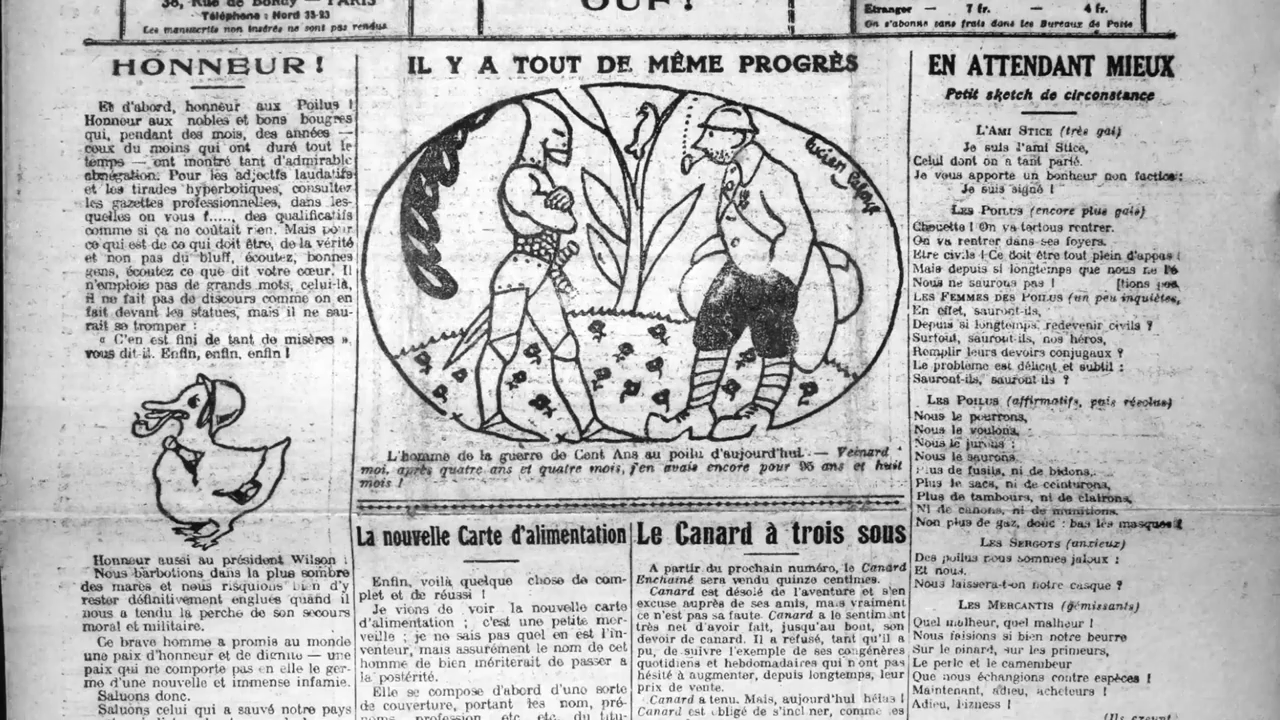 38, Rue de Bondy — PARIS
Téléphone : Nord 33-23
Les manuscrits non insérés ne sont pas rendus
OUF !
Etranger — 7 fr. — 4 fr.
On s'abonne sans frais dans les Bureaux de Poste
HONNEUR !
Et d'abord, honneur aux Poilus !
Honneur aux nobles et bons bougres
qui, pendant des mois, des années —
ceux du moins qui ont duré tout le
temps — ont montré tant d'admirable
abnégation. Pour les adjectifs laudatifs
et les tirades hyperboliques, consultez
les gazettes professionnelles, dans les-
quelles on vous f....., des qualificatifs
comme si ça ne coûtait rien. Mais pour
ce qui est de ce qui doit être, de la vérité
et non pas du bluff, écoutez, bonnes
gens, écoutez ce que dit votre cœur. Il
n'emploie pas de grands mots, celui-là,
il ne fait pas de discours comme on en
fait devant les statues, mais il ne sau-
rait se tromper :
« C'en est fini de tant de misères »
vous dit-il. Enfin, enfin, enfin !
Honneur aussi au président Wilson !
Nous barbotions dans la plus sombre
des mares et nous risquions bien d'y
rester définitivement englués quand il
nous a tendu la perche de son secours
moral et militaire.
Ce brave homme a promis au monde
une paix d'honneur et de dignité — une
paix qui ne comporte pas en elle le ger-
me d'une nouvelle et immense infamie.
Saluons donc.
Saluons celui qui a sauvé notre pays
IL Y A TOUT DE MÊME PROGRÈS
Lucien Laforge
L'homme de la guerre de Cent Ans au poilu d'aujourd'hui. — Veinard !
moi, après quatre ans et quatre mois, j'en avais encore pour 95 ans et huit
mois !
La nouvelle Carte d'alimentation
Enfin, voilà quelque chose de com-
plet et de réussi !
Je viens de voir la nouvelle carte
d'alimentation ; c'est une petite mer-
veille ; je ne sais pas quel en est l'in-
venteur, mais assurément le nom de cet
homme de bien mériterait de passer à
la postérité.
Elle se compose d'abord d'une sorte
de couverture, portant les nom, pré-
noms, profession, etc., etc., du titu-
Le Canard à trois sous
A partir du prochain numéro, le Canard
Enchaîné sera vendu quinze centimes.
Canard est désolé de l'aventure et s'en
excuse auprès de ses amis, mais vraiment
ce n'est pas sa faute. Canard a le sentiment
très net d'avoir fait, jusqu'au bout, son
devoir de canard. Il a refusé, tant qu'il a
pu, de suivre l'exemple de ses congénères
quotidiens et hebdomadaires qui n'ont pas
hésité à augmenter, depuis longtemps, leur
prix de vente.
Canard a tenu. Mais, aujourd'hui hélas !
Canard est obligé de s'incliner, comme les
EN ATTENDANT MIEUX
Petit sketch de circonstance
L'AMI STICE (très gai)
Je suis l'ami Stice,
Celui dont on a tant parlé.
Je vous apporte un bonheur non factice :
Je suis signé !
LES POILUS (encore plus gais)
Chouette ! On va tertous rentrer.
On va rentrer dans ses foyers.
Etre civils ! Ce doit être tout plein d'appas !
Mais depuis si longtemps que nous ne l'é-
Nous ne saurons pas ! [tions pas,
LES FEMMES DES POILUS (un peu inquiètes,
En effet, sauront-ils,
Depuis si longtemps, redevenir civils ?
Surtout, sauront-ils, nos héros,
Remplir leurs devoirs conjugaux ?
Le problème est délicat et subtil :
Sauront-ils, sauront-ils ?
LES POILUS (affirmatifs, puis résolus)
Nous le pourrons,
Nous le voulons,
Nous le jurons :
Nous le saurons.
Plus de fusils, ni de bidons,
Plus de sacs, ni de ceinturons,
Plus de tambours, ni de clairons,
Ni de canons, ni de munitions.
Non plus de gaz, donc : bas les masques !
LES SERGOTS (anxieux)
Des poilus nous sommes jaloux :
Et nous,
Nous laissera-t-on notre casque ?
LES MERCANTIS (gémissants)
Quel malheur, quel malheur !
Nous faisions si bien notre beurre
Sur le pinard, sur les primeurs,
Le perlc et le camembeur
Que nous échangions contre espèces !
Maintenant, adieu, acheteurs !
Adieu, bizness !
(Ils sortent)